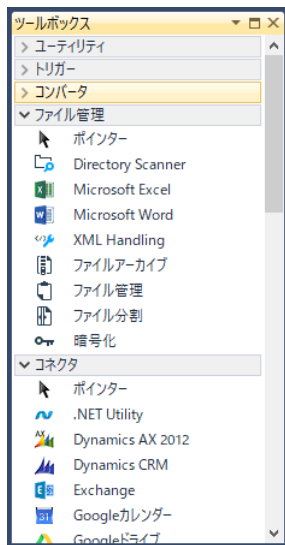 ツールボックス
ユーティリティ
トリガー
コンバータ
ファイル管理
ポインター
Directory Scanner
Microsoft Excel
Microsoft Word
XML Handling
ファイルアーカイブ
ファイル管理
ファイル分割
暗号化
コネクタ
ポインター
.NET Utility
Dynamics AX 2012
Dynamics CRM
Exchange
Googleカレンダー
Googleドライブ